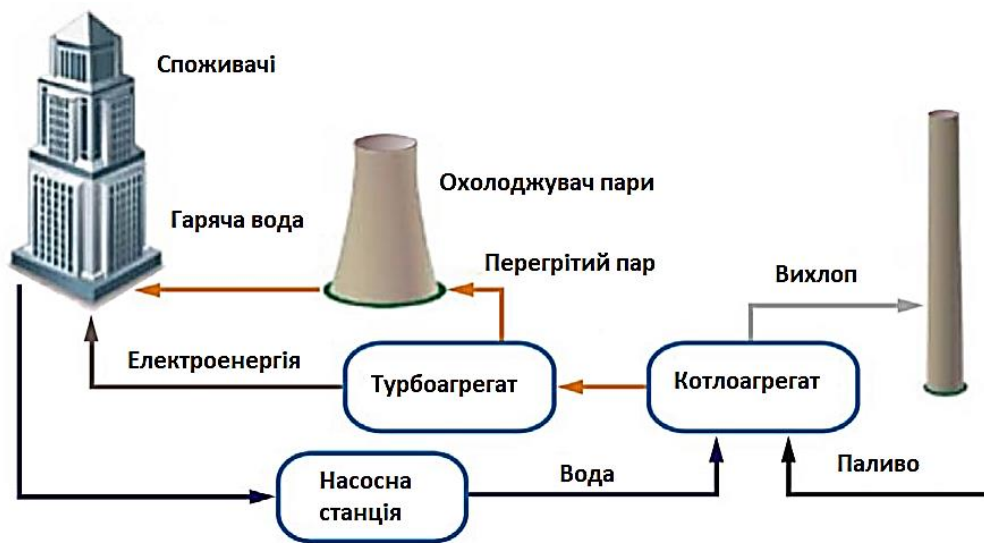 Споживачі
Охолоджувач пари
Гаряча вода
Перегрітий пар
Вихлоп
Електроенергія
Турбоагрегат
Котлоагрегат
Паливо
Вода
Насосна
станція